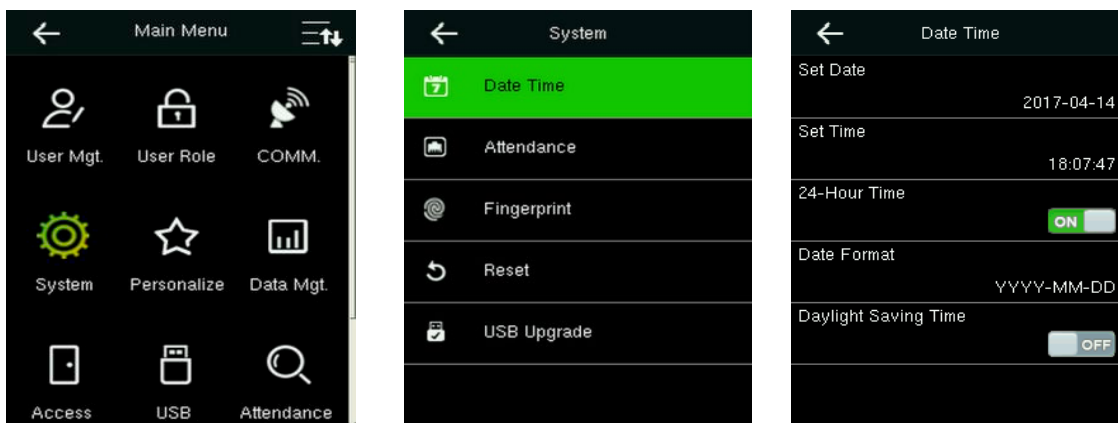 Main Menu
User Mgt. User Role COMM.
System Personalize Data Mgt.
Access USB Attendance
System
7
Date Time
Attendance
Fingerprint
Reset
USB Upgrade
Date Time
Set Date
2017-04-14
Set Time
18:07:47
24-Hour Time
ON
Date Format
YYYY-MM-DD
Daylight Saving Time
OFF